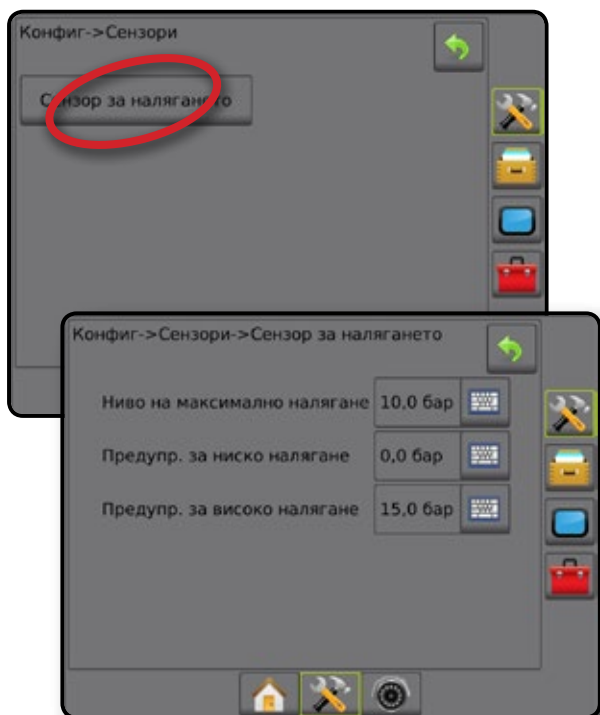 Конфиг->Сензори
Сензор за налягането
Конфиг->Сензори->Сензор за налягането
Ниво на максимално налягане 10,0 бар
Предупр. за ниско налягане 0,0 бар
Предупр. за високо налягане 15,0 бар